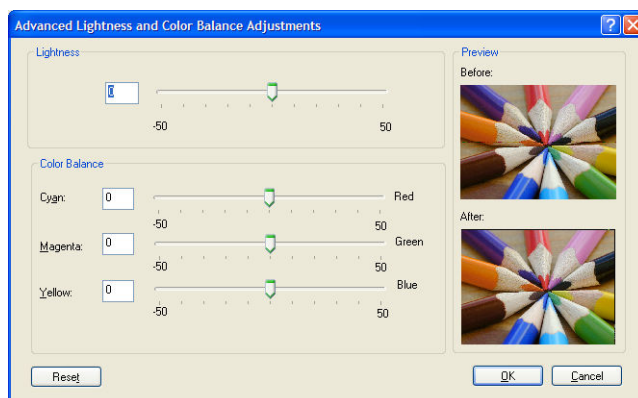 Advanced Lightness and Color Balance Adjustments
Lightness
0
-50 50
Color Balance
Cyan: 0 Red
-50 50
Magenta: 0 Green
-50 50
Yellow: 0 Blue
-50 50
Preview
Before:
After:
Reset OK Cancel